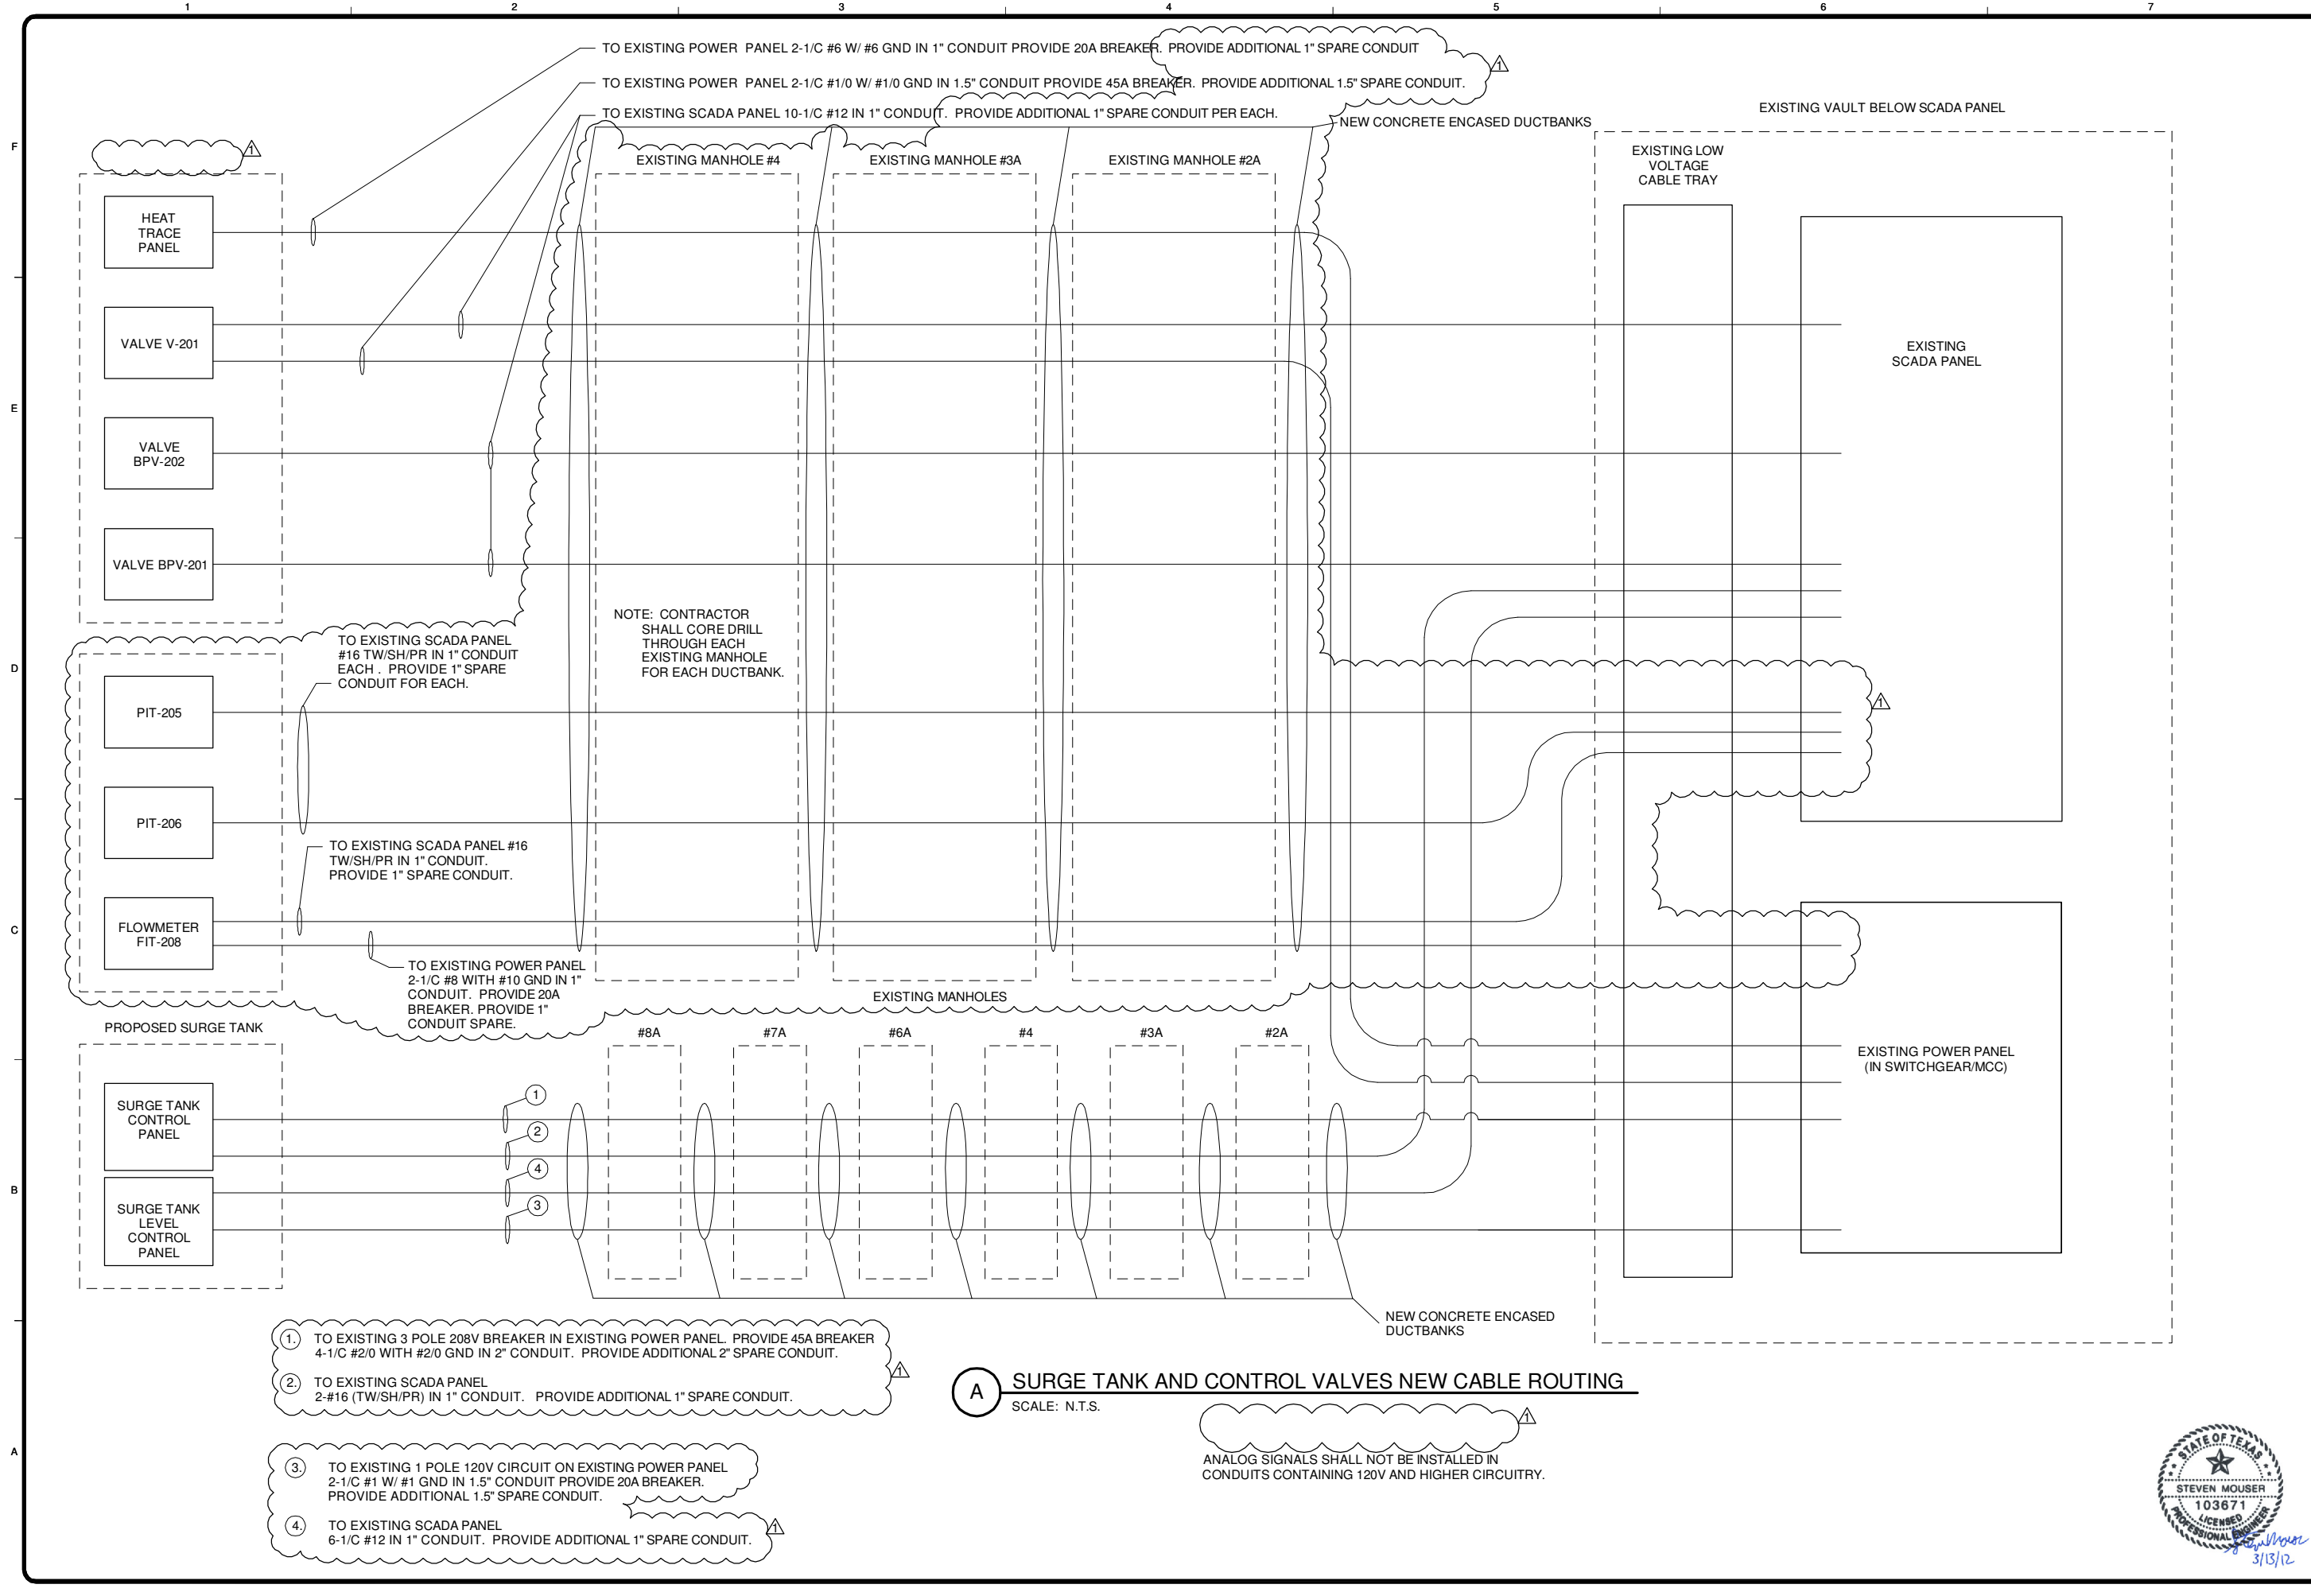 1 2 3 4 5 6 7
TO EXISTING POWER PANEL 2-1/C #6 W/ #6 GND IN 1" CONDUIT PROVIDE 20A BREAKER. PROVIDE ADDITIONAL 1" SPARE CONDUIT
1
TO EXISTING POWER PANEL 2-1/C #1/0 W/ #1/0 GND IN 1.5" CONDUIT PROVIDE 45A BREAKER. PROVIDE ADDITIONAL 1.5" SPARE CONDUIT.
TO EXISTING SCADA PANEL 10-1/C #12 IN 1" CONDUIT. PROVIDE ADDITIONAL 1" SPARE CONDUIT PER EACH.
NEW CONCRETE ENCASED DUCTBANKS
EXISTING VAULT BELOW SCADA PANEL
F
1
EXISTING MANHOLE #4
EXISTING MANHOLE #3A
EXISTING MANHOLE #2A
EXISTING LOW
VOLTAGE
CABLE TRAY
HEAT
TRACE
PANEL
VALVE V-201
EXISTING
SCADA PANEL
E
VALVE
BPV-202
VALVE BPV-201
NOTE: CONTRACTOR
SHALL CORE DRILL
THROUGH EACH
EXISTING MANHOLE
FOR EACH DUCTBANK.
TO EXISTING SCADA PANEL
#16 TW/SH/PR IN 1" CONDUIT
EACH . PROVIDE 1" SPARE
CONDUIT FOR EACH.
D
PIT-205
1
PIT-206
TO EXISTING SCADA PANEL #16
TW/SH/PR IN 1" CONDUIT.
PROVIDE 1" SPARE CONDUIT.
C
FLOWMETER
FIT-208
TO EXISTING POWER PANEL
2-1/C #8 WITH #10 GND IN 1"
CONDUIT. PROVIDE 20A
BREAKER. PROVIDE 1"
CONDUIT SPARE.
EXISTING MANHOLES
PROPOSED SURGE TANK
#8A #7A #6A #4 #3A #2A
EXISTING POWER PANEL
(IN SWITCHGEAR/MCC)
SURGE TANK
CONTROL
PANEL
1
2
4
3
B
SURGE TANK
LEVEL
CONTROL
PANEL
NEW CONCRETE ENCASED
DUCTBANKS
1. TO EXISTING 3 POLE 208V BREAKER IN EXISTING POWER PANEL. PROVIDE 45A BREAKER
4-1/C #2/0 WITH #2/0 GND IN 2" CONDUIT. PROVIDE ADDITIONAL 2" SPARE CONDUIT.
1
2. TO EXISTING SCADA PANEL
2-#16 (TW/SH/PR) IN 1" CONDUIT. PROVIDE ADDITIONAL 1" SPARE CONDUIT.
A SURGE TANK AND CONTROL VALVES NEW CABLE ROUTING
SCALE: N.T.S.
1
A
3. TO EXISTING 1 POLE 120V CIRCUIT ON EXISTING POWER PANEL
2-1/C #1 W/ #1 GND IN 1.5" CONDUIT PROVIDE 20A BREAKER.
PROVIDE ADDITIONAL 1.5" SPARE CONDUIT.
4. TO EXISTING SCADA PANEL
6-1/C #12 IN 1" CONDUIT. PROVIDE ADDITIONAL 1" SPARE CONDUIT.
1
ANALOG SIGNALS SHALL NOT BE INSTALLED IN
CONDUITS CONTAINING 120V AND HIGHER CIRCUITRY.
STATE OF TEXAS
STEVEN MOUSER
103671
LICENSED
PROFESSIONAL ENGINEER
Steven Mouser
3/13/12